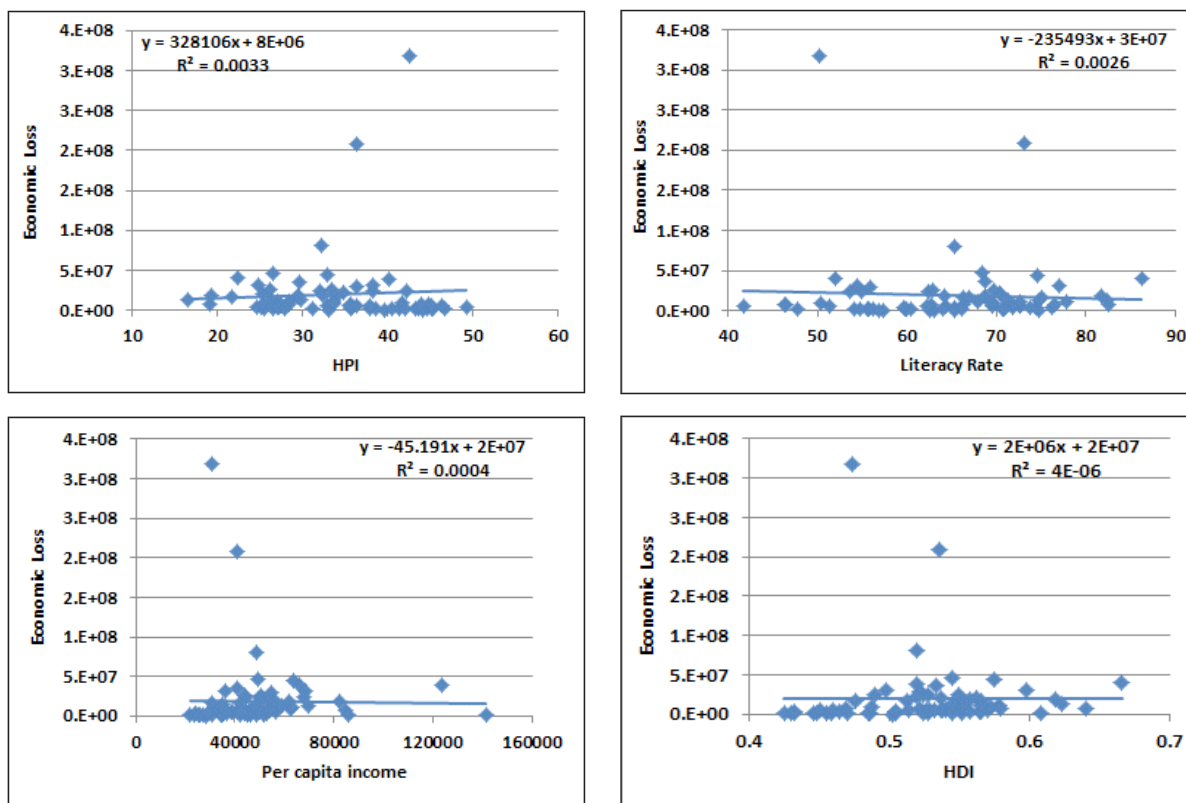 4.E+08
3.E+08
3.E+08
2.E+08
2.E+08
1.E+08
5.E+07
0.E+00
10 20 30 40 50 60
Economic Loss
HPI
y = 328106x + 8E+06
R² = 0.0033
4.E+08
3.E+08
3.E+08
2.E+08
2.E+08
1.E+08
5.E+07
0.E+00
40 50 60 70 80 90
Economic Loss
Literacy Rate
y = -235493x + 3E+07
R² = 0.0026
4.E+08
3.E+08
3.E+08
2.E+08
2.E+08
1.E+08
5.E+07
0.E+00
0 40000 80000 120000 160000
Economic Loss
Per capita income
y = -45.191x + 2E+07
R² = 0.0004
4.E+08
3.E+08
3.E+08
2.E+08
2.E+08
1.E+08
5.E+07
0.E+00
0.4 0.5 0.6 0.7
Economic Loss
HDI
y = 2E+06x + 2E+07
R² = 4E-06